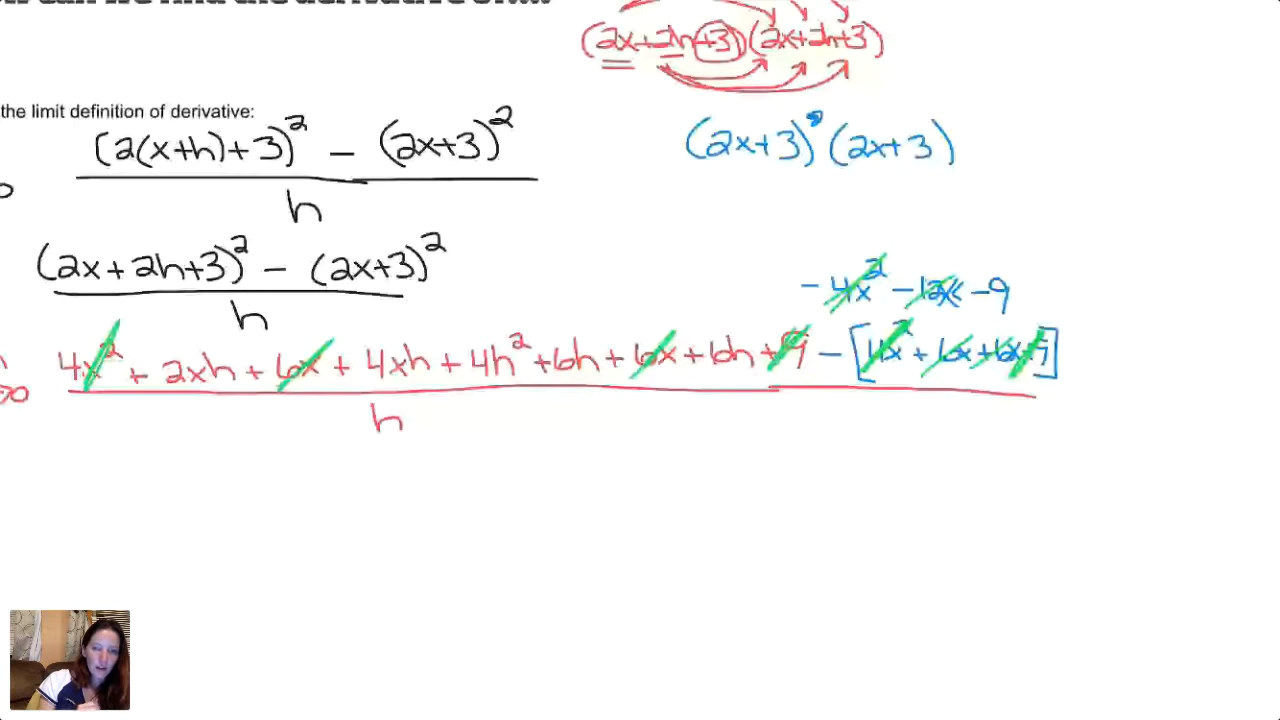 (2x+2h+3)(2x+2h+3)
the limit definition of derivative:
(2(x+h)+3)² − (2x+3)²
h
(2x+3)²(2x+3)
(2x+2h+3)² − (2x+3)²
h
−4x² −12x −9
4x² + 2xh + 6x + 4xh + 4h² + 6h + 6x + 6h + 9 − [4x² + 6x + 6x + 9]
h